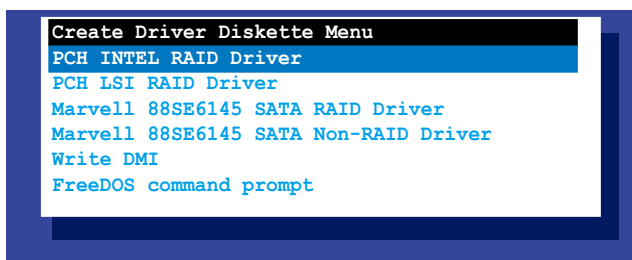 Create Driver Diskette Menu
PCH INTEL RAID Driver
PCH LSI RAID Driver
Marvell 88SE6145 SATA RAID Driver
Marvell 88SE6145 SATA Non-RAID Driver
Write DMI
FreeDOS command prompt